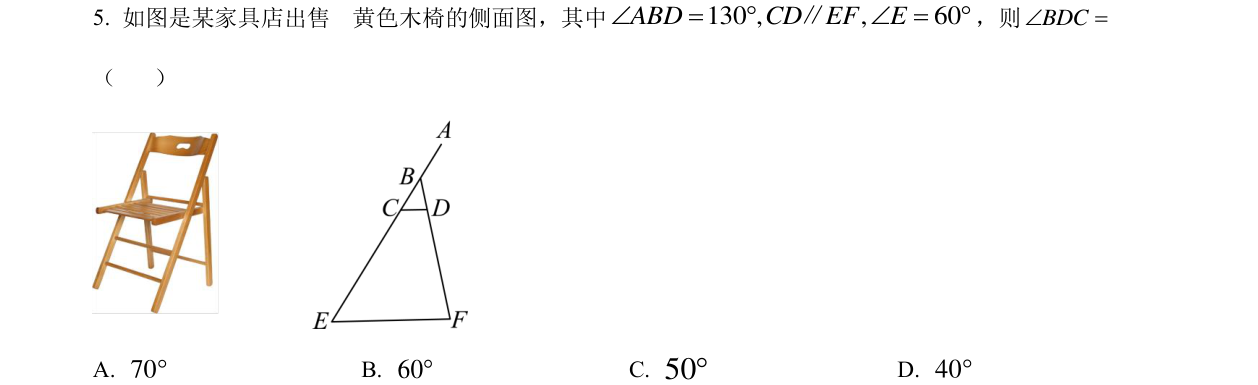 5. 如图是某家具店出售 黄色木椅的侧面图，其中∠ABD=130°,CD//EF,∠E=60°，则∠BDC=
（ ）
A
B
C D
E F
A. 70° B. 60° C. 50° D. 40°